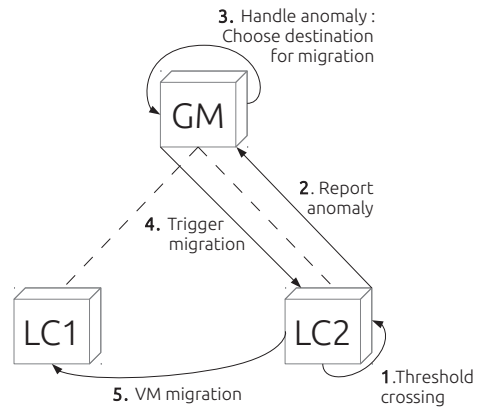 3. Handle anomaly :
Choose destination
for migration
GM
2. Report
anomaly
4. Trigger
migration
LC1
LC2
1.Threshold
crossing
5. VM migration